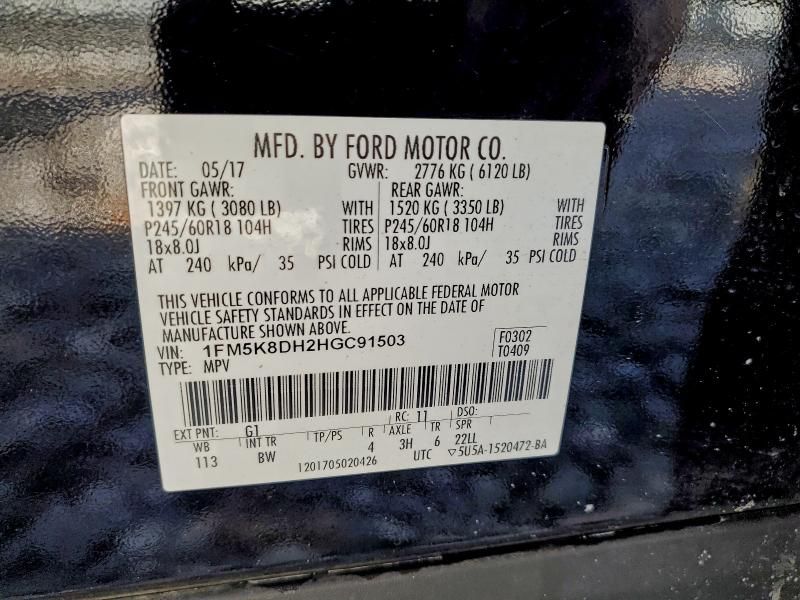 MFD. BY FORD MOTOR CO.
DATE: 05/17 GVWR: 2776 KG ( 6120 LB)
FRONT GAWR: REAR GAWR:
1397 KG ( 3080 LB) WITH 1520 KG ( 3350 LB) WITH
P245/60R18 104H TIRES P245/60R18 104H TIRES
18x8.0J RIMS 18x8.0J RIMS
AT 240 kPa/ 35 PSI COLD AT 240 kPa/ 35 PSI COLD
THIS VEHICLE CONFORMS TO ALL APPLICABLE FEDERAL MOTOR
VEHICLE SAFETY STANDARDS IN EFFECT ON THE DATE OF
MANUFACTURE SHOWN ABOVE.
VIN: 1FM5K8DH2HGC91503 F0302
TYPE: MPV T0409
EXT PNT: G1 RC: 11 DSO:
WB INT TR TP/PS R AXLE TR SPR
113 BW 4 3H 6 22LL
1201705020426 UTC ▽5U5A-1520472-BA